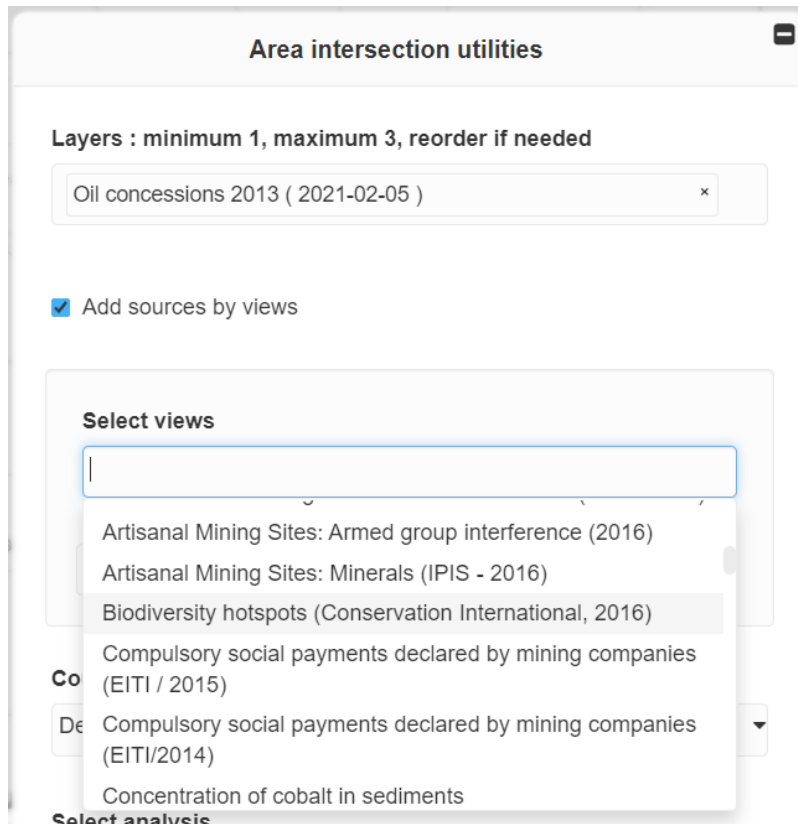 Area intersection utilities
Layers : minimum 1, maximum 3, reorder if needed
Oil concessions 2013 ( 2021-02-05 ) ×
Add sources by views
Select views
Artisanal Mining Sites: Armed group interference (2016)
Artisanal Mining Sites: Minerals (IPIS - 2016)
Biodiversity hotspots (Conservation International, 2016)
Compulsory social payments declared by mining companies
(EITI / 2015)
Compulsory social payments declared by mining companies
(EITI/2014)
Concentration of cobalt in sediments
Select analysis